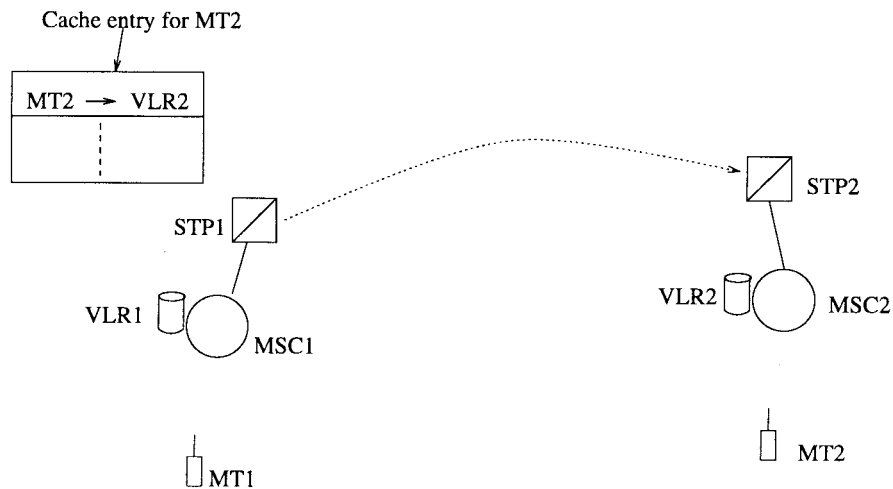 Cache entry for MT2
MT2 → VLR2
STP1
STP2
VLR1
MSC1
VLR2
MSC2
MT1
MT2